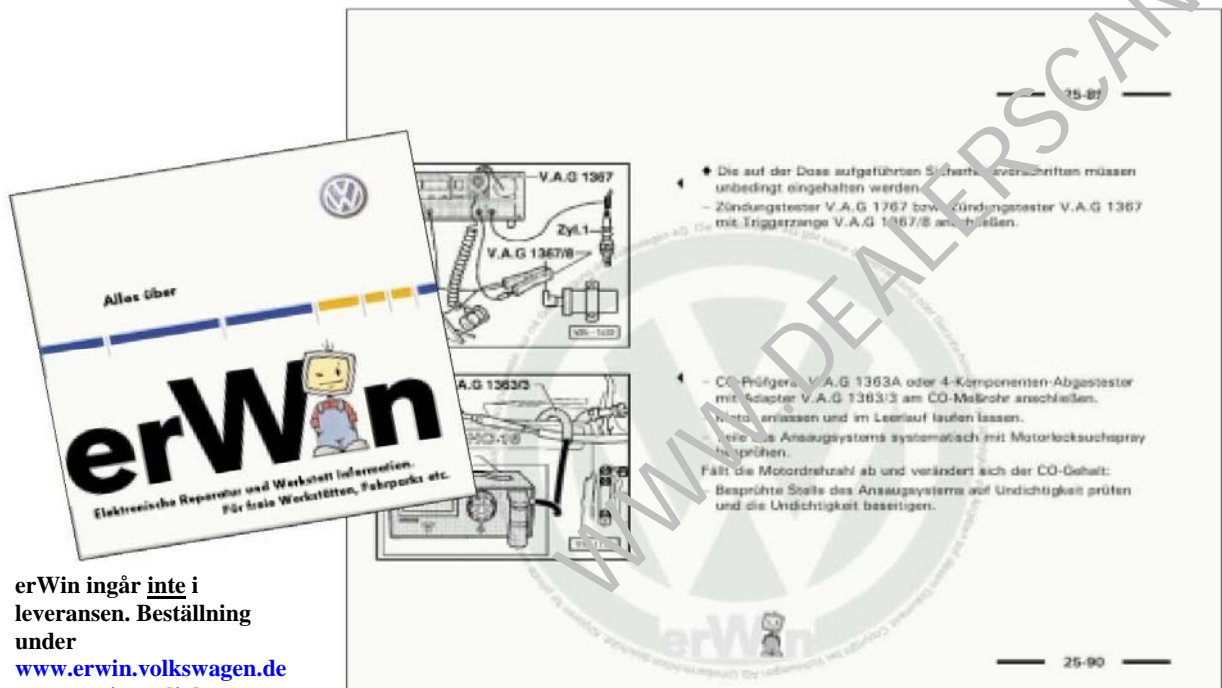 25-89
V.A.G 1367
Zyl.1
V.A.G 1367/8
♦ Die auf der Dose aufgeführten Sicherheitsvorschriften müssen
unbedingt eingehalten werden.
– Zündungstester V.A.G 1767 bzw. Zündungstester V.A.G 1367
mit Triggerzange V.A.G 1367/8 anschließen.
Alles über
erWin
Elektronische Reparatur und Werkstatt Information.
Für freie Werkstätten, Fuhrparks etc.
A.G 1363/3
– CO-Prüfgerät V.A.G 1363A oder 4-Komponenten-Abgastester
mit Adapter V.A.G 1363/3 am CO-Meßrohr anschließen.
Motor anlassen und im Leerlauf laufen lassen.
– Teile des Ansaugsystems systematisch mit Motorlecksuchspray
besprühen.
Fällt die Motordrehzahl ab und verändert sich der CO-Gehalt:
Besprühte Stelle des Ansaugsystems auf Undichtigkeit prüfen
und die Undichtigkeit beseitigen.
erWin
25-90
erWin ingår inte i
leveransen. Beställning
under
www.erwin.volkswagen.de
WWW.DEALERSCAN